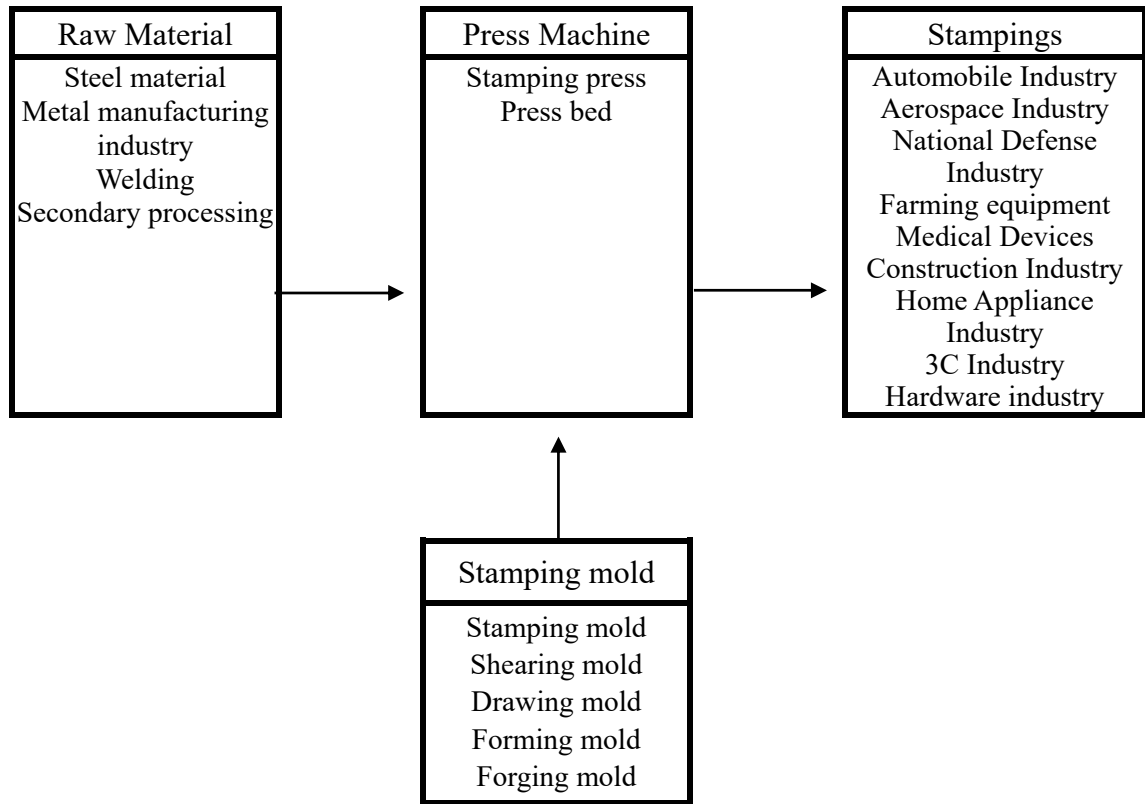 Raw Material
Steel material
Metal manufacturing
industry
Welding
Secondary processing
Press Machine
Stamping press
Press bed
Stampings
Automobile Industry
Aerospace Industry
National Defense
Industry
Farming equipment
Medical Devices
Construction Industry
Home Appliance
Industry
3C Industry
Hardware industry
Stamping mold
Stamping mold
Shearing mold
Drawing mold
Forming mold
Forging mold